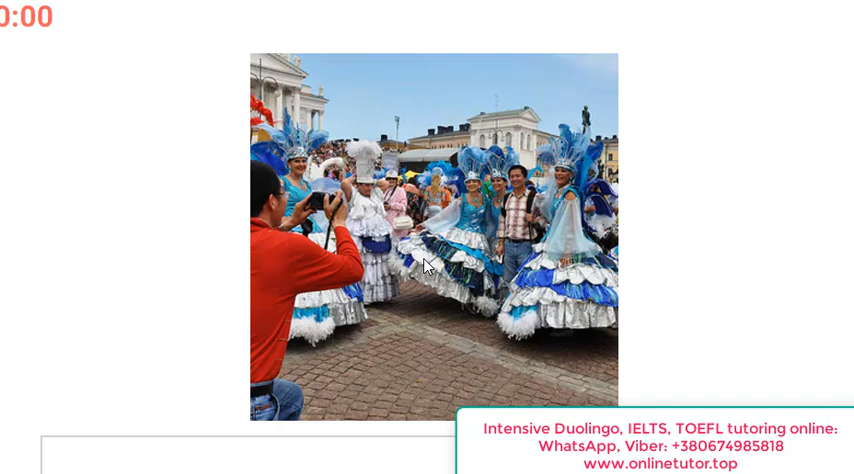 0:00
Intensive Duolingo, IELTS, TOEFL tutoring online:
WhatsApp, Viber: +380674985818
www.onlinetutor.top